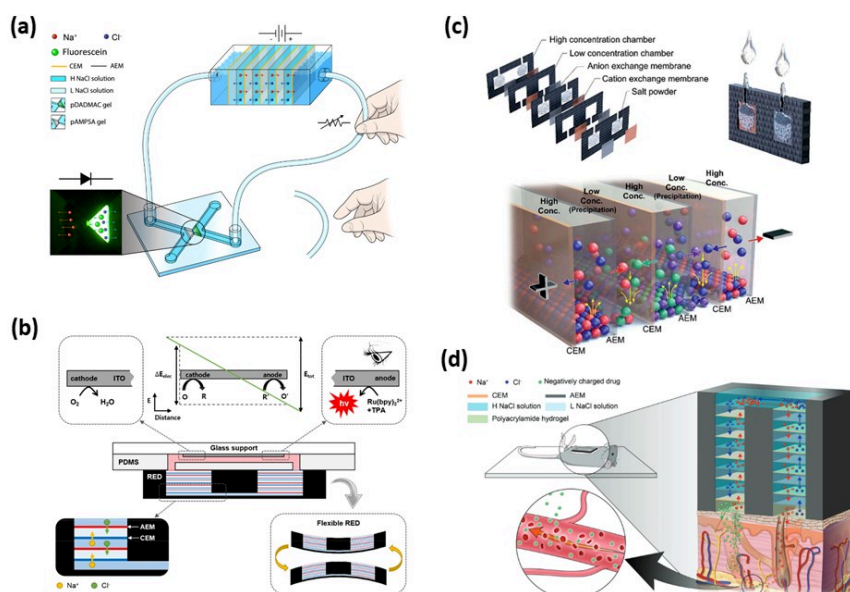 (a)
Na⁺
Cl⁻
Fluorescein
CEM
AEM
H NaCl solution
L NaCl solution
pDADMAC gel
pAMPSA gel
- +
(b)
cathode
ITO
O₂
H₂O
ΔEelec
cathode
anode
O
R
R'
O'
Etot
E
Distance
ITO
anode
hν
Ru(bpy)₃²⁺
+TPA
Glass support
PDMS
RED
AEM
CEM
Na⁺
Cl⁻
Flexible RED
(c)
High concentration chamber
Low concentration chamber
Anion exchange membrane
Cation exchange membrane
Salt powder
High
Conc.
Low
Conc.
(Precipitation)
High
Conc.
Low
Conc.
(Precipitation)
High
Conc.
CEM
AEM
CEM
AEM
CEM
AEM
(d)
Na⁺
Cl⁻
Negatively charged drug
CEM
AEM
H NaCl solution
L NaCl solution
Polyacrylamide hydrogel